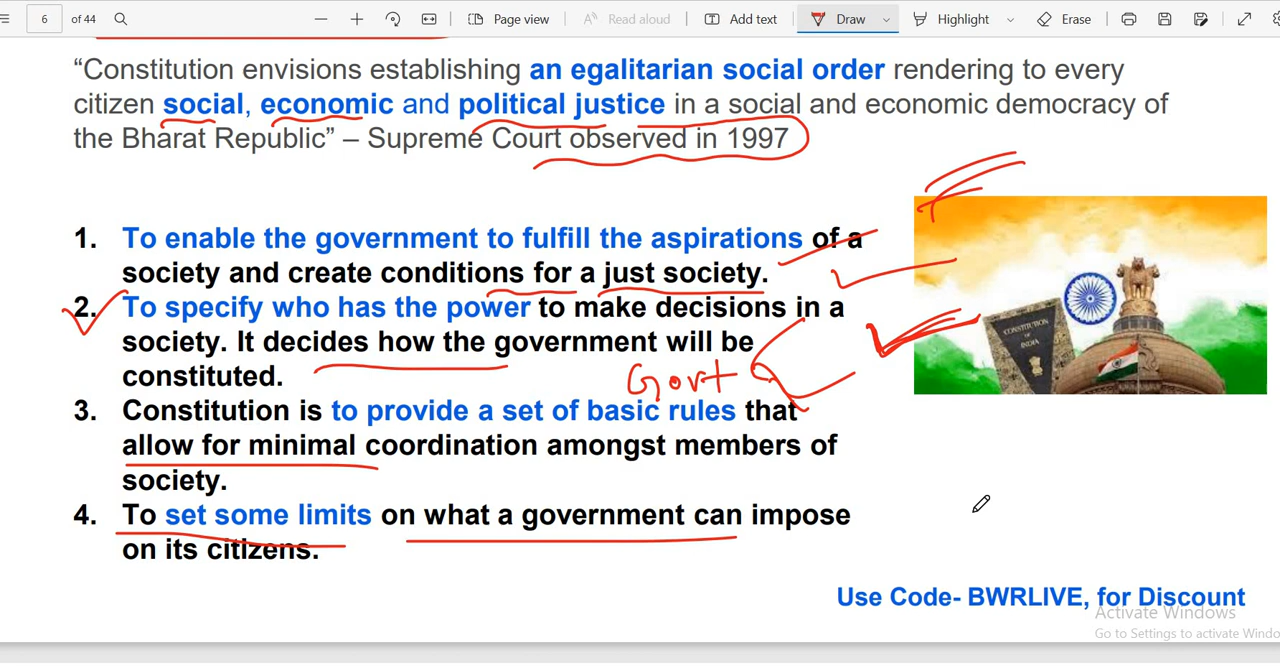 6 of 44 Page view Read aloud Add text Draw Highlight Erase
“Constitution envisions establishing an egalitarian social order rendering to every
citizen social, economic and political justice in a social and economic democracy of
the Bharat Republic” – Supreme Court observed in 1997
1. To enable the government to fulfill the aspirations of a
society and create conditions for a just society.
2. To specify who has the power to make decisions in a
society. It decides how the government will be
constituted.
Govt
3. Constitution is to provide a set of basic rules that
allow for minimal coordination amongst members of
society.
4. To set some limits on what a government can impose
on its citizens.
CONSTITUTION
OF
INDIA
Use Code- BWRLIVE, for Discount
Activate Windows
Go to Settings to activate Windo